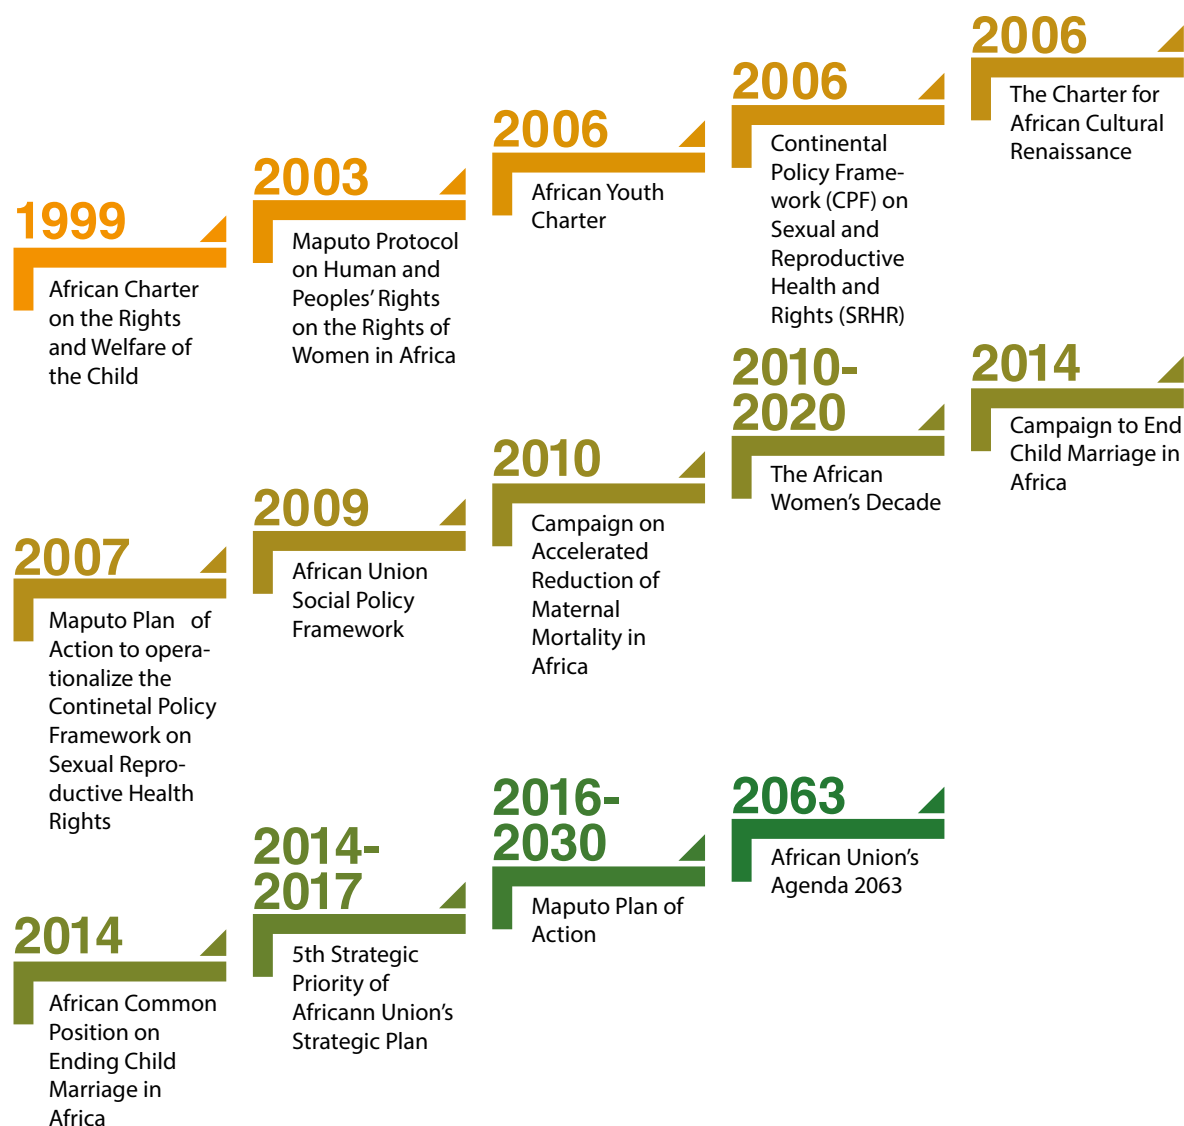 1999
African Charter
on the Rights
and Welfare of
the Child
2003
Maputo Protocol
on Human and
Peoples’ Rights
on the Rights of
Women in Africa
2006
African Youth
Charter
2006
Continental
Policy Frame-
work (CPF) on
Sexual and
Reproductive
Health and
Rights (SRHR)
2006
The Charter for
African Cultural
Renaissance
2007
Maputo Plan of
Action to opera-
tionalize the
Continetal Policy
Framework on
Sexual Repro-
ductive Health
Rights
2009
African Union
Social Policy
Framework
2010
Campaign on
Accelerated
Reduction of
Maternal
Mortality in
Africa
2010-
2020
The African
Women’s Decade
2014
Campaign to End
Child Marriage in
Africa
2014
African Common
Position on
Ending Child
Marriage in
Africa
2014-
2017
5th Strategic
Priority of
Africann Union’s
Strategic Plan
2016-
2030
Maputo Plan of
Action
2063
African Union’s
Agenda 2063